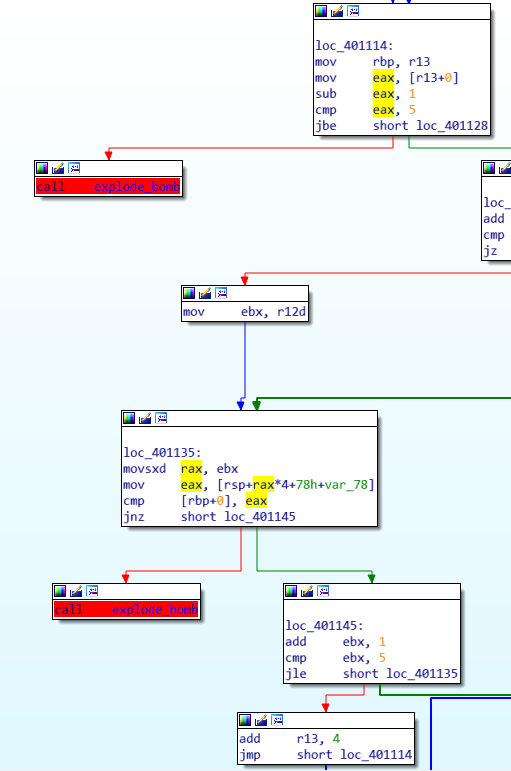 loc_401114:
mov rbp, r13
mov eax, [r13+0]
sub eax, 1
cmp eax, 5
jbe short loc_401128
call explode_bomb
loc_
add
cmp
jz
mov ebx, r12d
loc_401135:
movsxd rax, ebx
mov eax, [rsp+rax*4+78h+var_78]
cmp [rbp+0], eax
jnz short loc_401145
call explode_bomb
loc_401145:
add ebx, 1
cmp ebx, 5
jle short loc_401135
add r13, 4
jmp short loc_401114